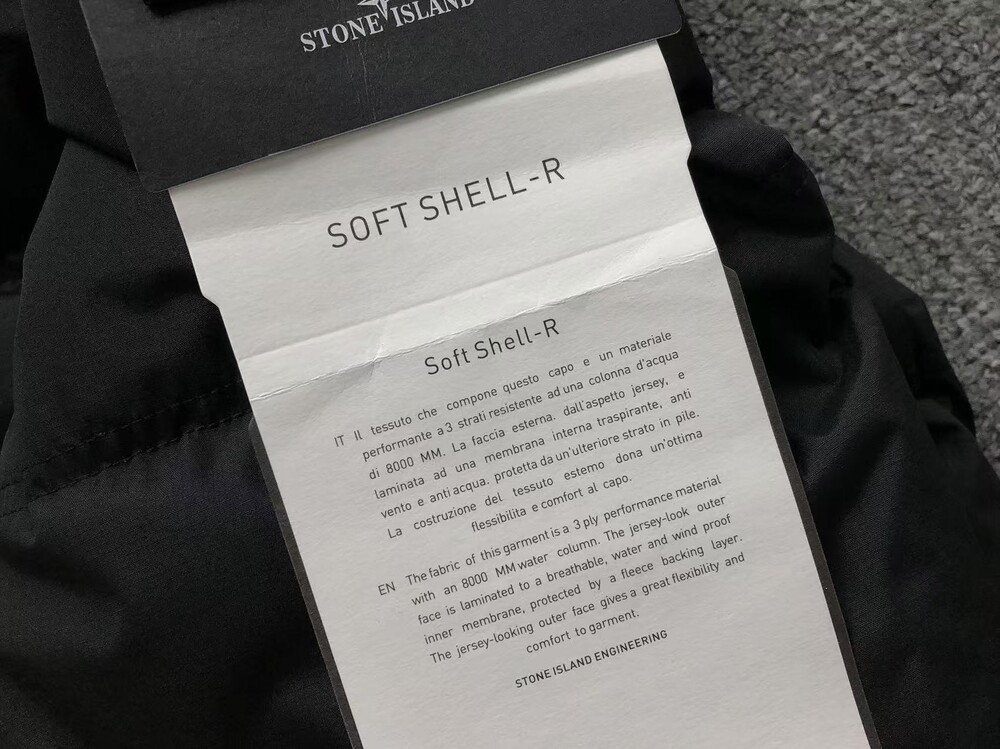 STONE ISLAND
SOFT SHELL-R
Soft Shell-R
IT Il tessuto che compone questo capo e un materiale
performante a 3 strati resistente ad una colonna d'acqua
di 8000 MM. La faccia esterna. dall'aspetto jersey, e
laminata ad una membrana interna traspirante, anti
vento e anti acqua. protetta da un'ulteriore strato in pile.
La costruzione del tessuto estemo dona un'ottima
flessibilita e comfort al capo.
EN The fabric of this garment is a 3 ply performance material
with an 8000 MM water column. The jersey-look outer
face is laminated to a breathable, water and wind proof
inner membrane, protected by a fleece backing layer.
The jersey-looking outer face gives a great flexibility and
comfort to garment.
STONE ISLAND ENGINEERING